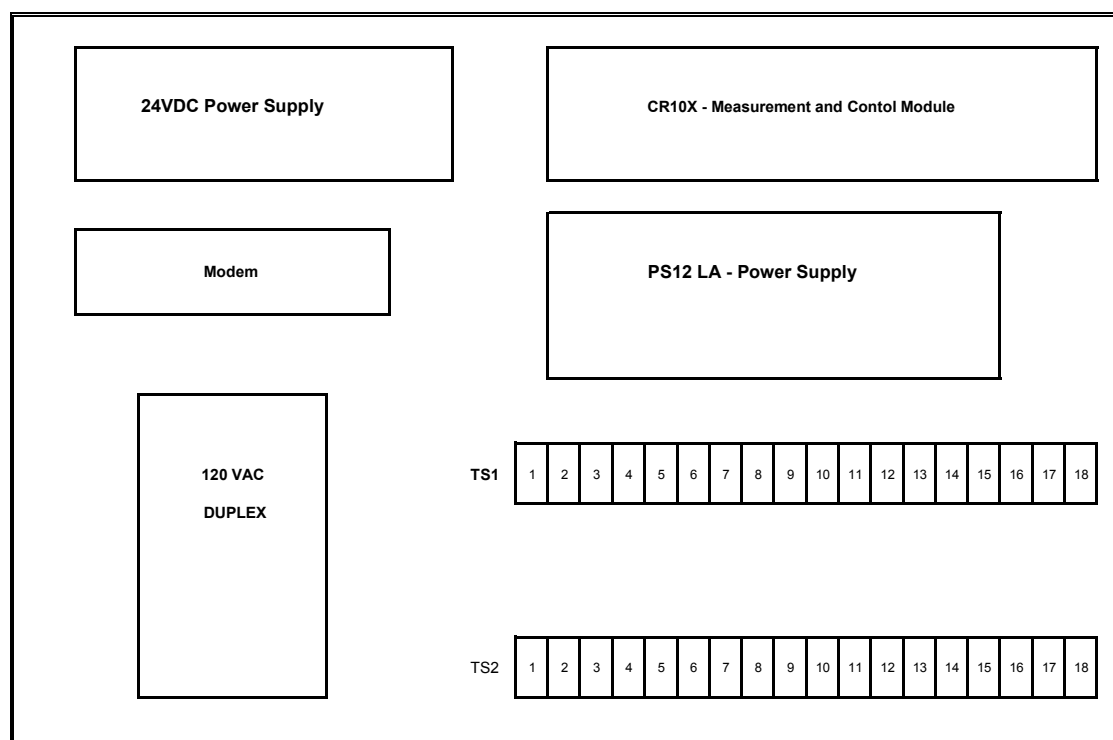 24VDC Power Supply
CR10X - Measurement and Contol Module
Modem
PS12 LA - Power Supply
120 VAC
DUPLEX
TS1 1 2 3 4 5 6 7 8 9 10 11 12 13 14 15 16 17 18
TS2 1 2 3 4 5 6 7 8 9 10 11 12 13 14 15 16 17 18